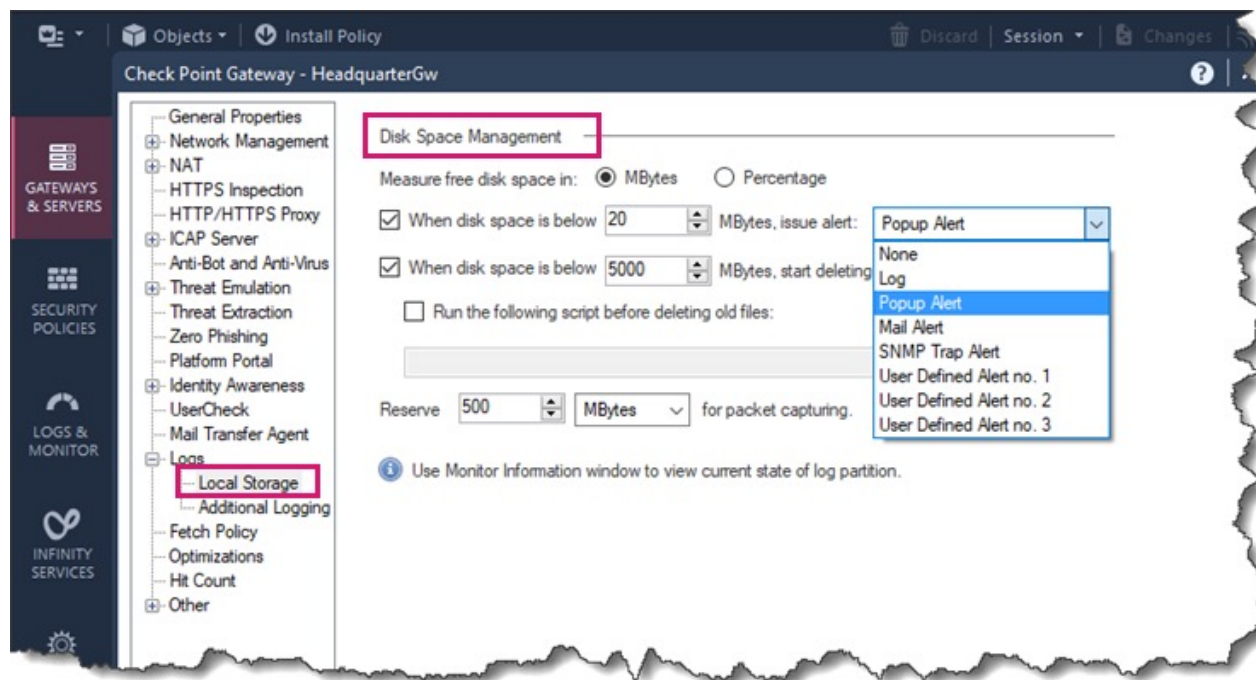 Objects
Install Policy
Discard
Session
Changes
Check Point Gateway - HeadquarterGw
?
GATEWAYS
& SERVERS
SECURITY
POLICIES
LOGS &
MONITOR
INFINITY
SERVICES
General Properties
Network Management
NAT
HTTPS Inspection
HTTP/HTTPS Proxy
ICAP Server
Anti-Bot and Anti-Virus
Threat Emulation
Threat Extraction
Zero Phishing
Platform Portal
Identity Awareness
UserCheck
Mail Transfer Agent
Logs
Local Storage
Additional Logging
Fetch Policy
Optimizations
Hit Count
Other
Disk Space Management
Measure free disk space in: MBytes Percentage
When disk space is below 20 MBytes, issue alert: Popup Alert
When disk space is below 5000 MBytes, start deleting
Run the following script before deleting old files:
Reserve 500 MBytes for packet capturing.
Use Monitor Information window to view current state of log partition.
None
Log
Popup Alert
Mail Alert
SNMP Trap Alert
User Defined Alert no. 1
User Defined Alert no. 2
User Defined Alert no. 3